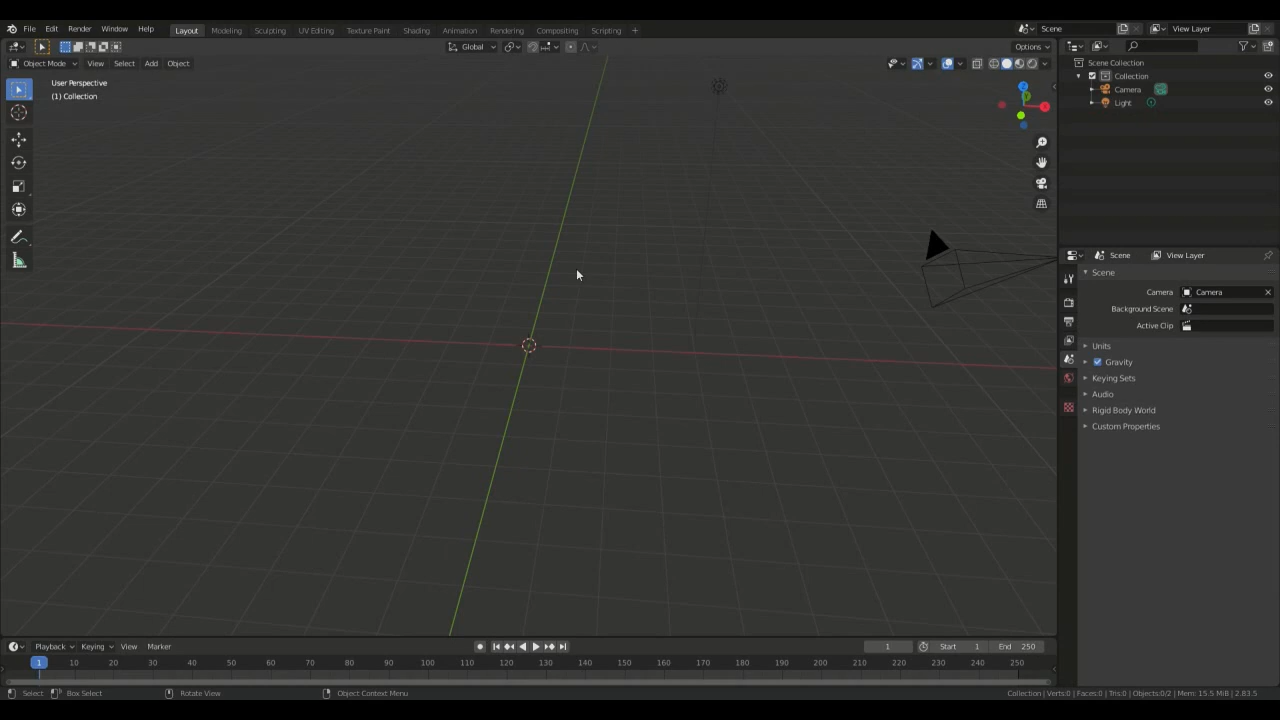 File Edit Render Window Help Layout Modeling Sculpting UV Editing Texture Paint Shading Animation Rendering Compositing Scripting + Scene View Layer
Global Options
Object Mode View Select Add Object
User Perspective
(1) Collection
Scene Collection
Collection
Camera
Light
Scene View Layer
Scene
Camera Camera
Background Scene
Active Clip
Units
Gravity
Keying Sets
Audio
Rigid Body World
Custom Properties
Playback Keying View Marker 1 Start 1 End 250
1 10 20 30 40 50 60 70 80 90 100 110 120 130 140 150 160 170 180 190 200 210 220 230 240 250
Select Box Select Rotate View Object Context Menu Collection | Verts:0 | Faces:0 | Tris:0 | Objects:0/2 | Mem: 15.5 MiB | 2.83.5